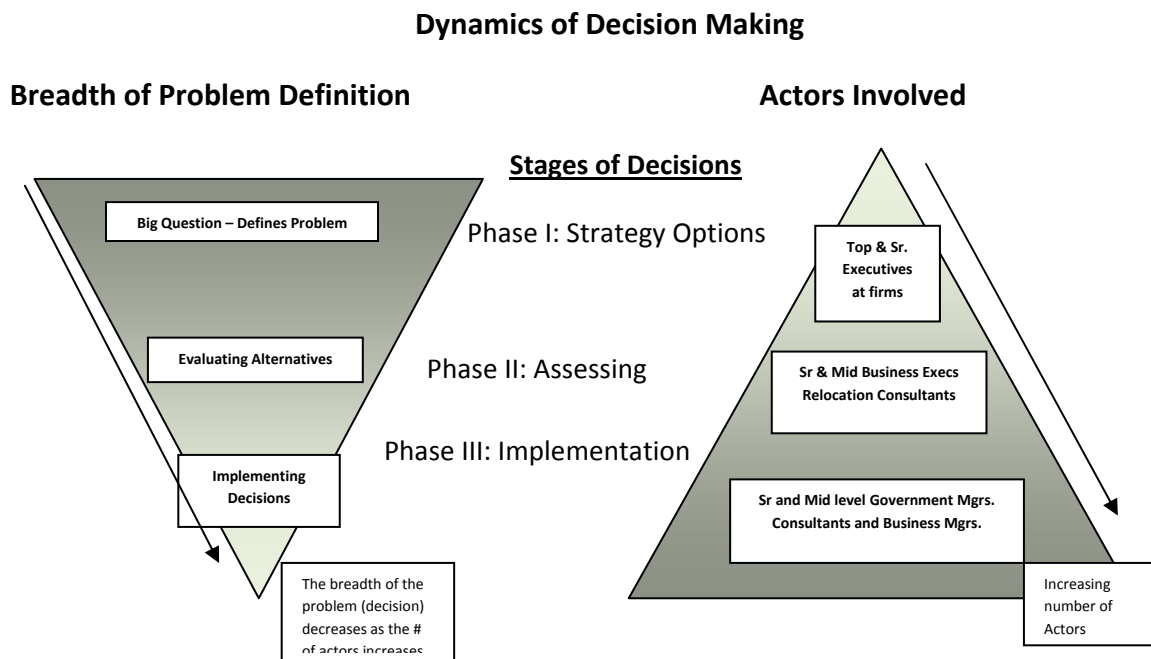 Dynamics of Decision Making
Breadth of Problem Definition
Actors Involved
Stages of Decisions
Big Question – Defines Problem
Phase I: Strategy Options
Top & Sr.
Executives
at firms
Evaluating Alternatives
Phase II: Assessing
Sr & Mid Business Execs
Relocation Consultants
Phase III: Implementation
Implementing
Decisions
Sr and Mid level Government Mgrs.
Consultants and Business Mgrs.
The breadth of the
problem (decision)
decreases as the #
of actors increases
Increasing
number of
Actors